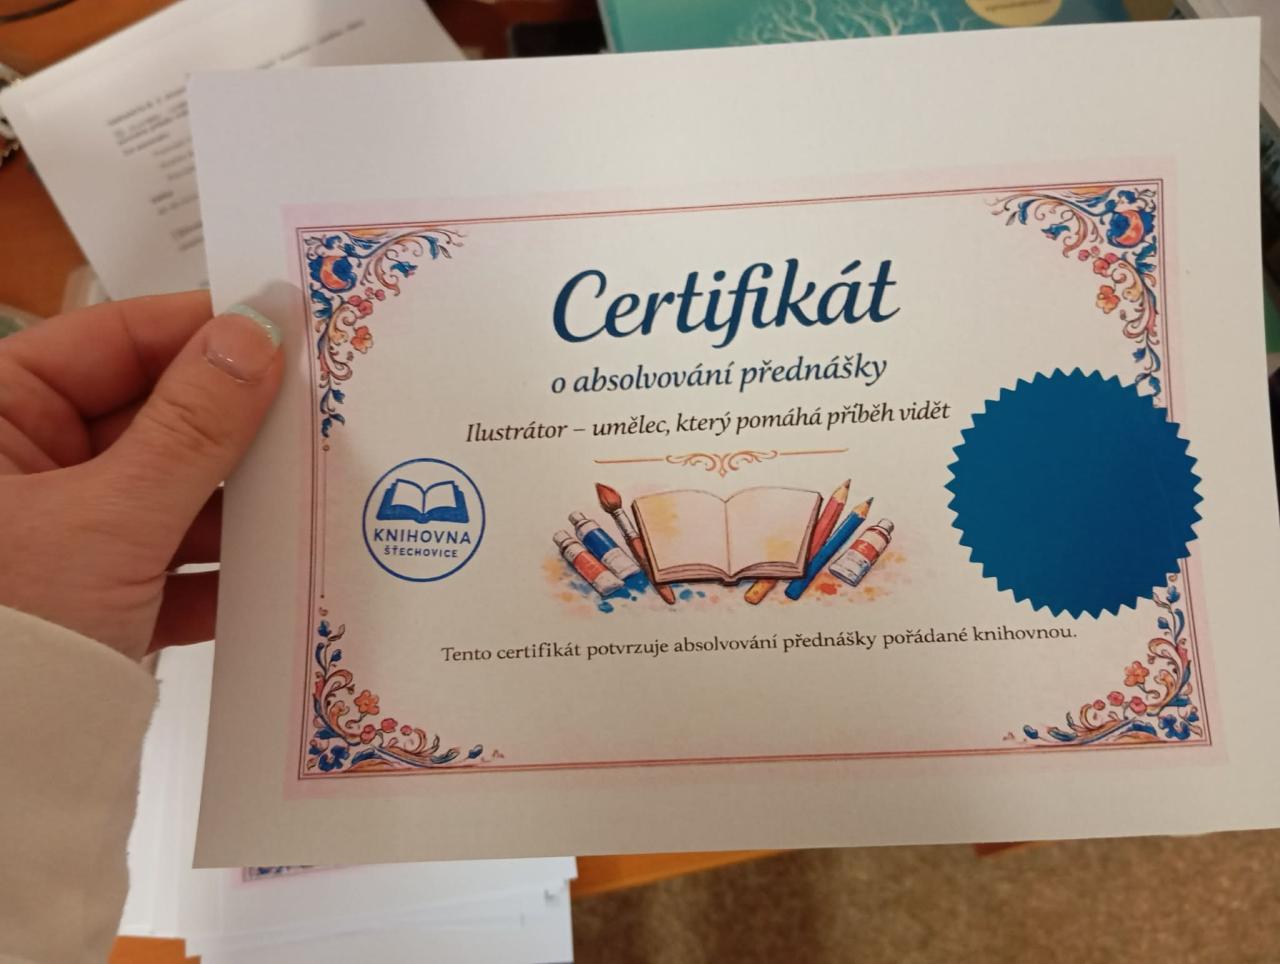 Certifikát
o absolvování přednášky
Ilustrátor – umělec, který pomáhá příběh vidět
KNIHOVNA
ŠTECHOVICE
Tento certifikát potvrzuje absolvování přednášky pořádané knihovnou.